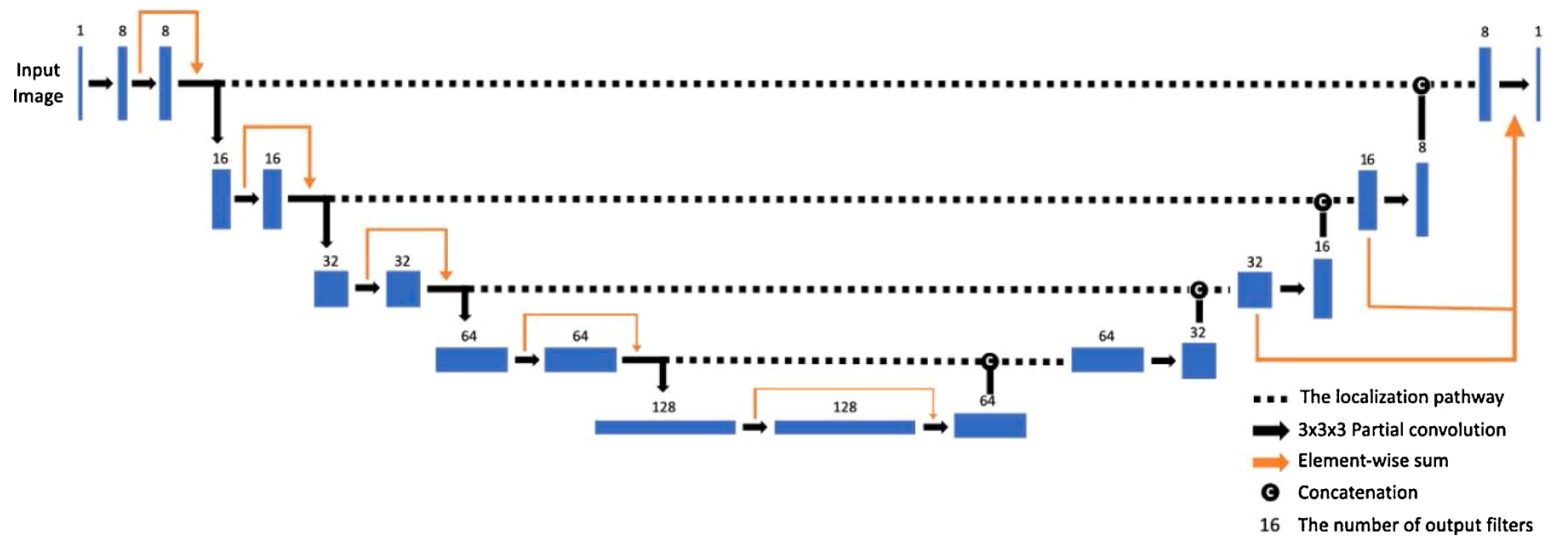 1 8 8 8 1
Input
Image
C
8
16 16 16
C
16
32 32 32
C
32
64 64 64
C
64
128 128
The localization pathway
3x3x3 Partial convolution
Element-wise sum
C Concatenation
16 The number of output filters